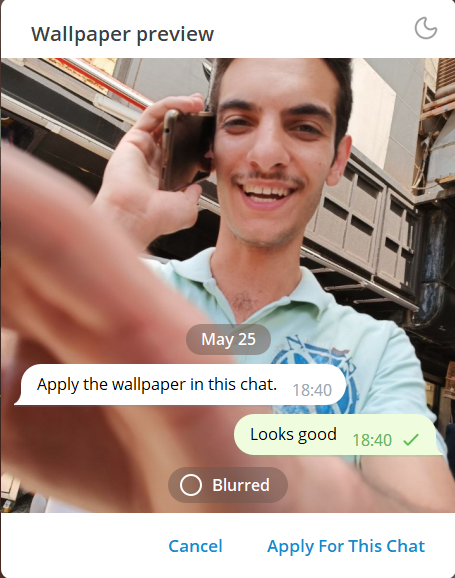 Wallpaper preview
May 25
Apply the wallpaper in this chat. 18:40
Looks good 18:40
Blurred
Cancel Apply For This Chat